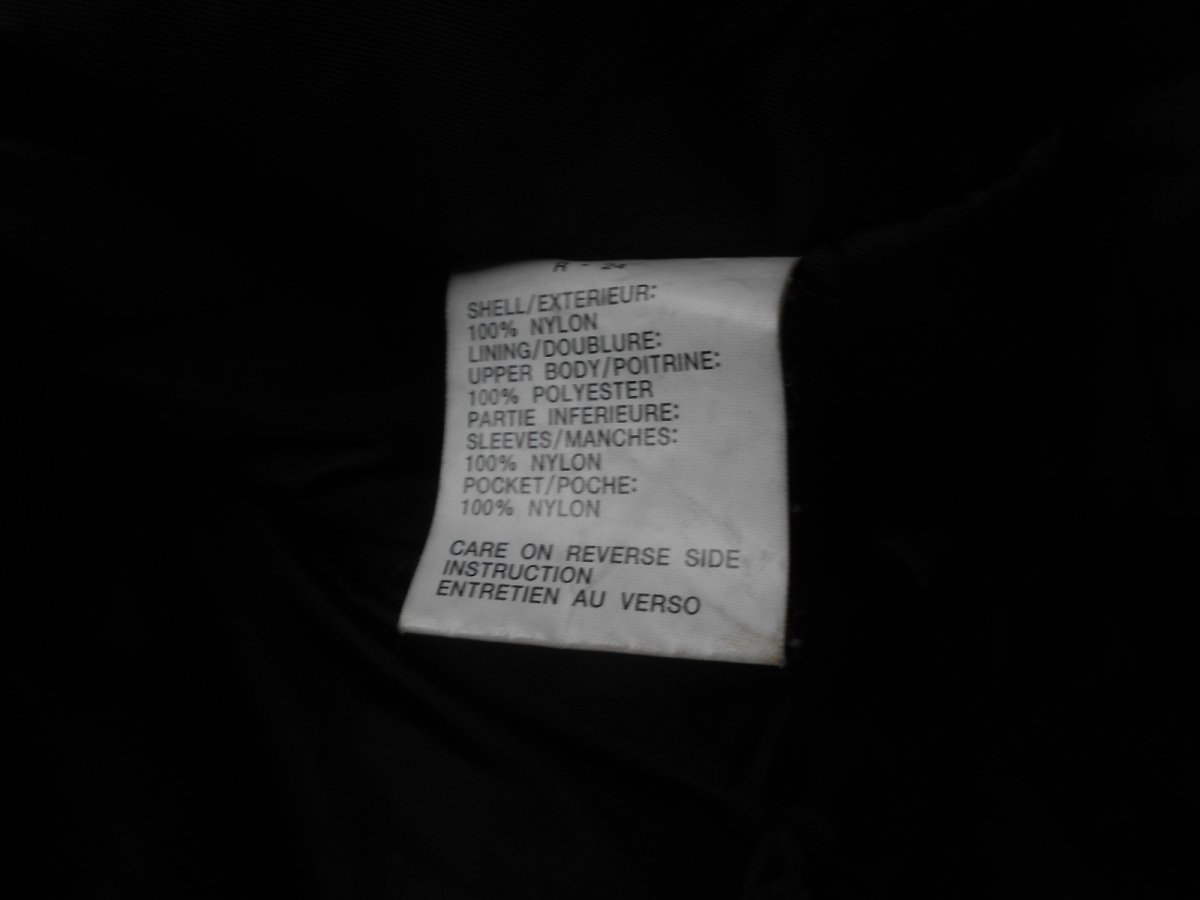 SHELL/EXTERIEUR:
100% NYLON
LINING/DOUBLURE:
UPPER BODY/POITRINE:
100% POLYESTER
PARTIE INFERIEURE:
SLEEVES/MANCHES:
100% NYLON
POCKET/POCHE:
100% NYLON
CARE ON REVERSE SIDE
INSTRUCTION
ENTRETIEN AU VERSO